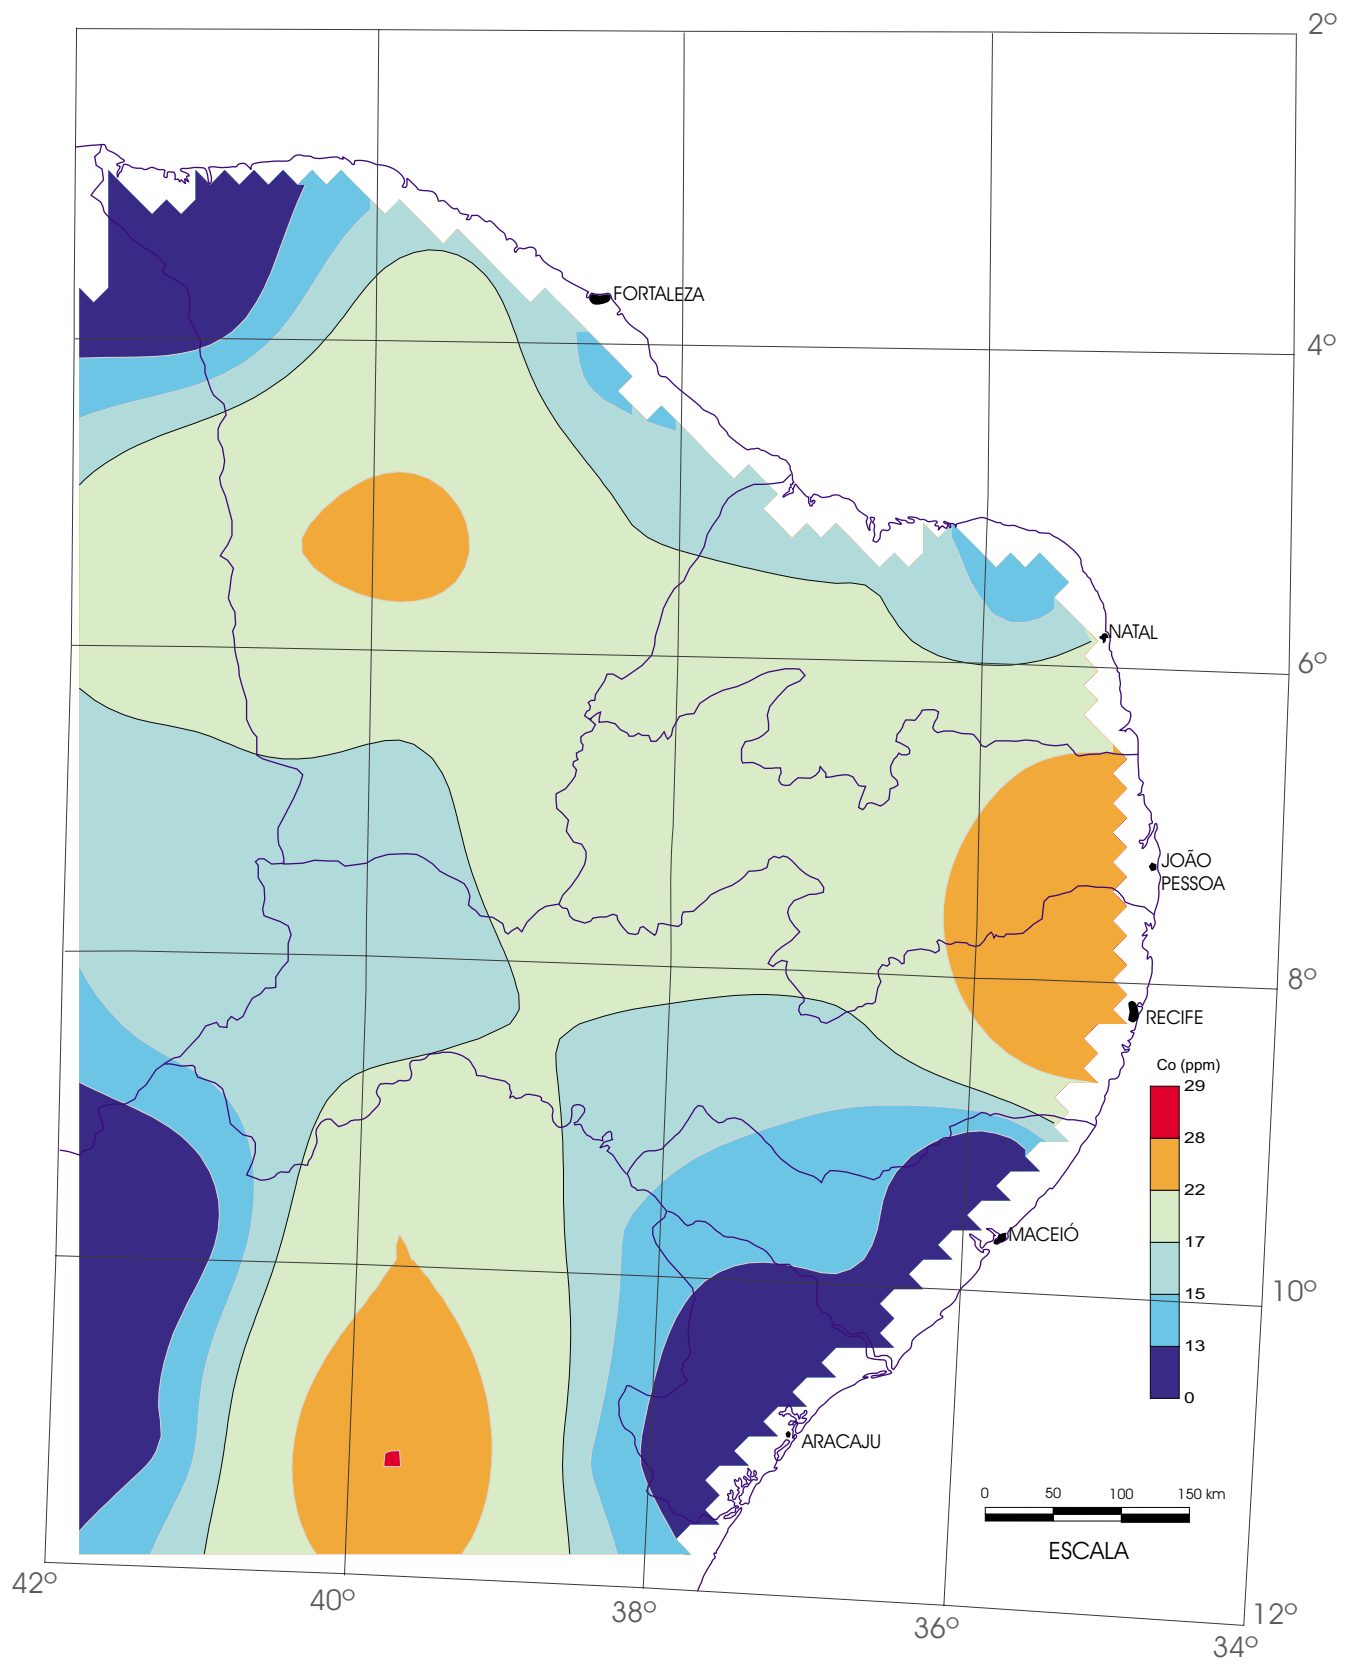 2°
FORTALEZA
4°
NATAL
6°
JOÃO
PESSOA
8°
RECIFE
Co (ppm)
29
28
22
17
15
13
0
MACEIÓ
10°
ARACAJU
0 50 100 150 km
ESCALA
42°
40°
38°
36°
12°
34°